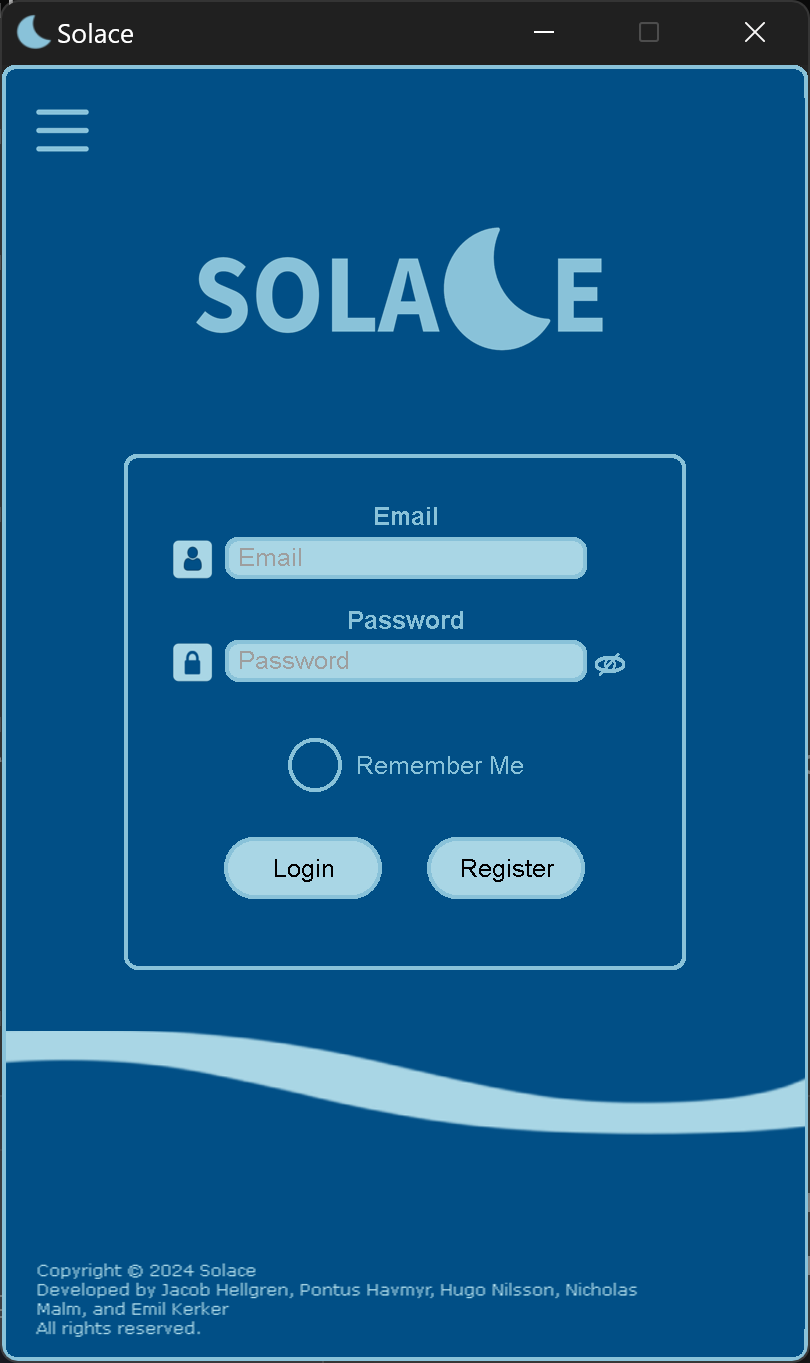 Solace
SOLACE
Email
Email
Password
Password
Remember Me
Login
Register
Copyright © 2024 Solace
Developed by Jacob Hellgren, Pontus Havmyr, Hugo Nilsson, Nicholas
Malm, and Emil Kerker
All rights reserved.